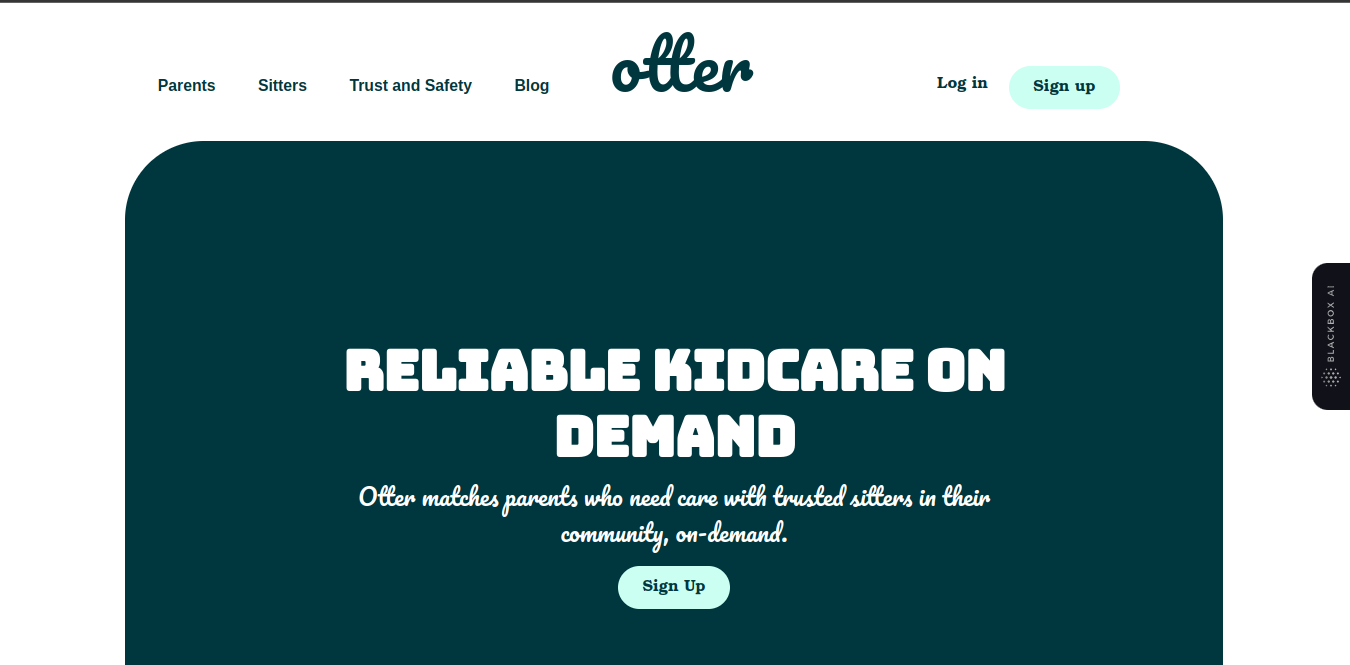 otter
Parents Sitters Trust and Safety Blog
Log in Sign up
BLACKBOX AI
RELIABLE KIDCARE ON
DEMAND
Otter matches parents who need care with trusted sitters in their
community, on-demand.
Sign Up